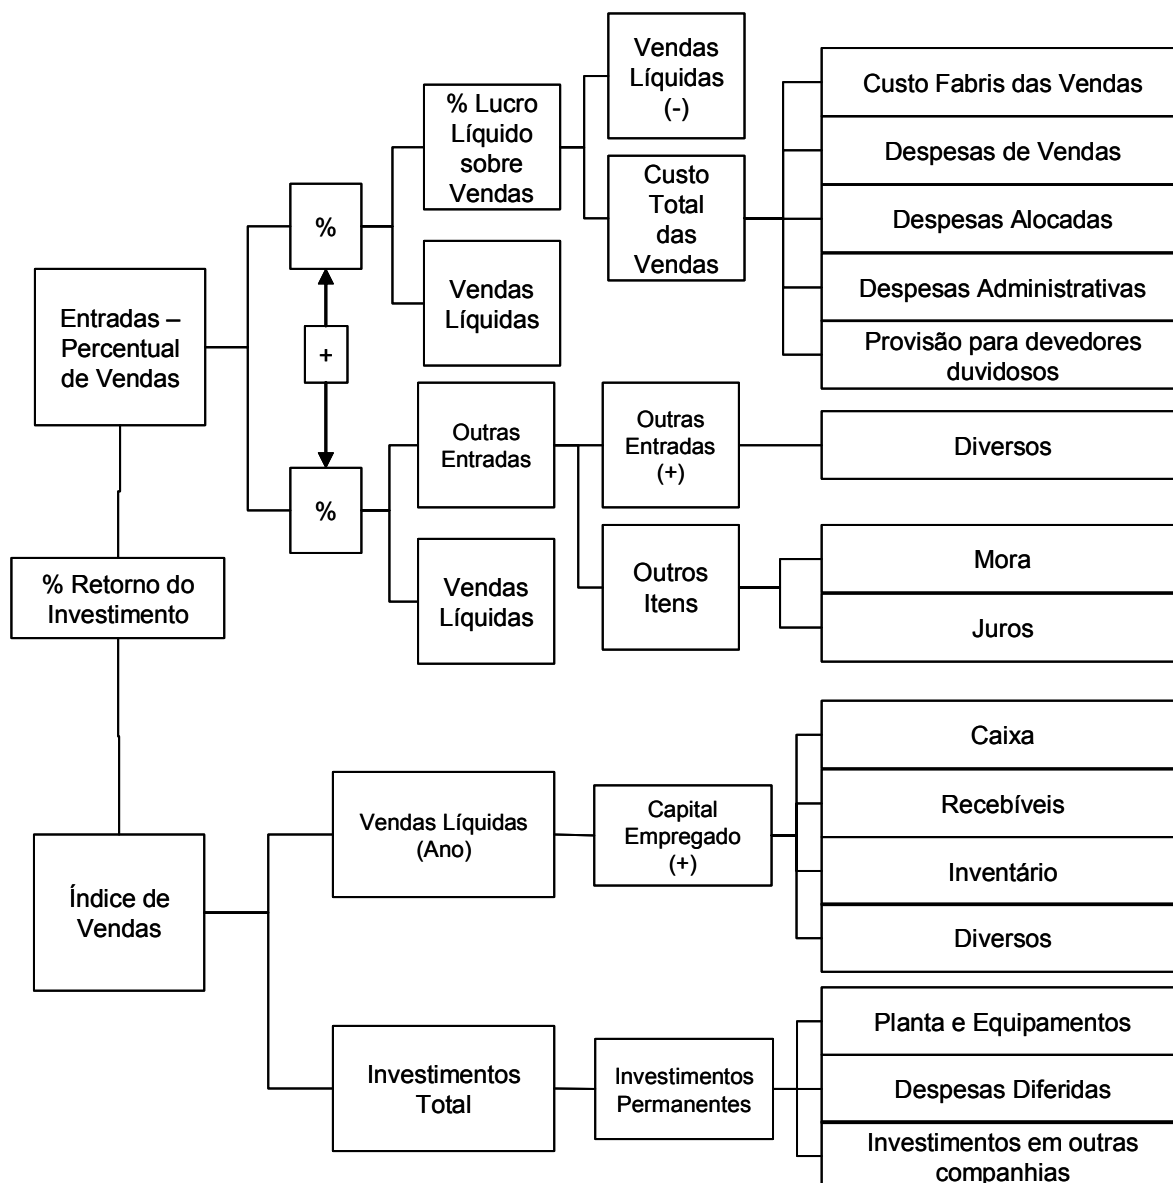 Vendas
Líquidas
(-)
Custo Fabris das Vendas
% Lucro
Líquido
sobre
Vendas
Despesas de Vendas
Custo
Total
das
Vendas
Despesas Alocadas
%
Vendas
Líquidas
Despesas Administrativas
Entradas –
Percentual
de Vendas
+
Provisão para devedores
duvidosos
Outras
Entradas
Outras
Entradas
(+)
Diversos
%
Vendas
Líquidas
Outros
Itens
Mora
Juros
% Retorno do
Investimento
Caixa
Vendas Líquidas
(Ano)
Capital
Empregado
(+)
Recebíveis
Inventário
Índice de
Vendas
Diversos
Planta e Equipamentos
Investimentos
Total
Investimentos
Permanentes
Despesas Diferidas
Investimentos em outras
companhias